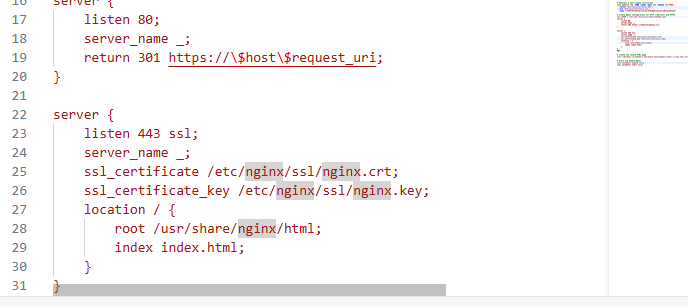 16 server {
17 listen 80;
18 server_name _;
19 return 301 https://\$host\$request_uri;
20 }
21
22 server {
23 listen 443 ssl;
24 server_name _;
25 ssl_certificate /etc/nginx/ssl/nginx.crt;
26 ssl_certificate_key /etc/nginx/ssl/nginx.key;
27 location / {
28 root /usr/share/nginx/html;
29 index index.html;
30 }
31 }